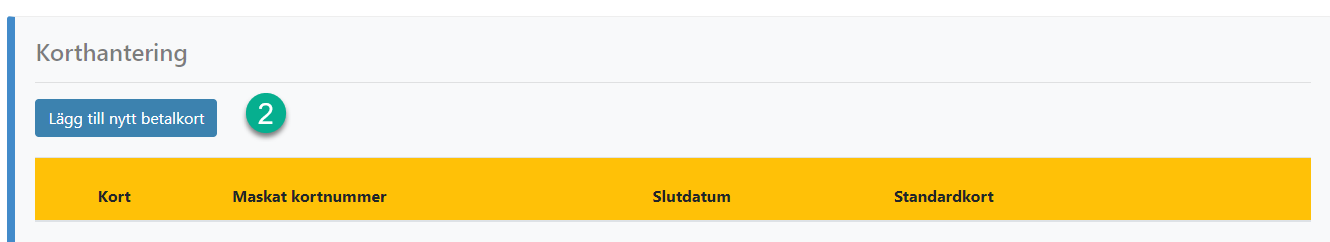 Korthantering
Lägg till nytt betalkort 2
Kort Maskat kortnummer Slutdatum Standardkort